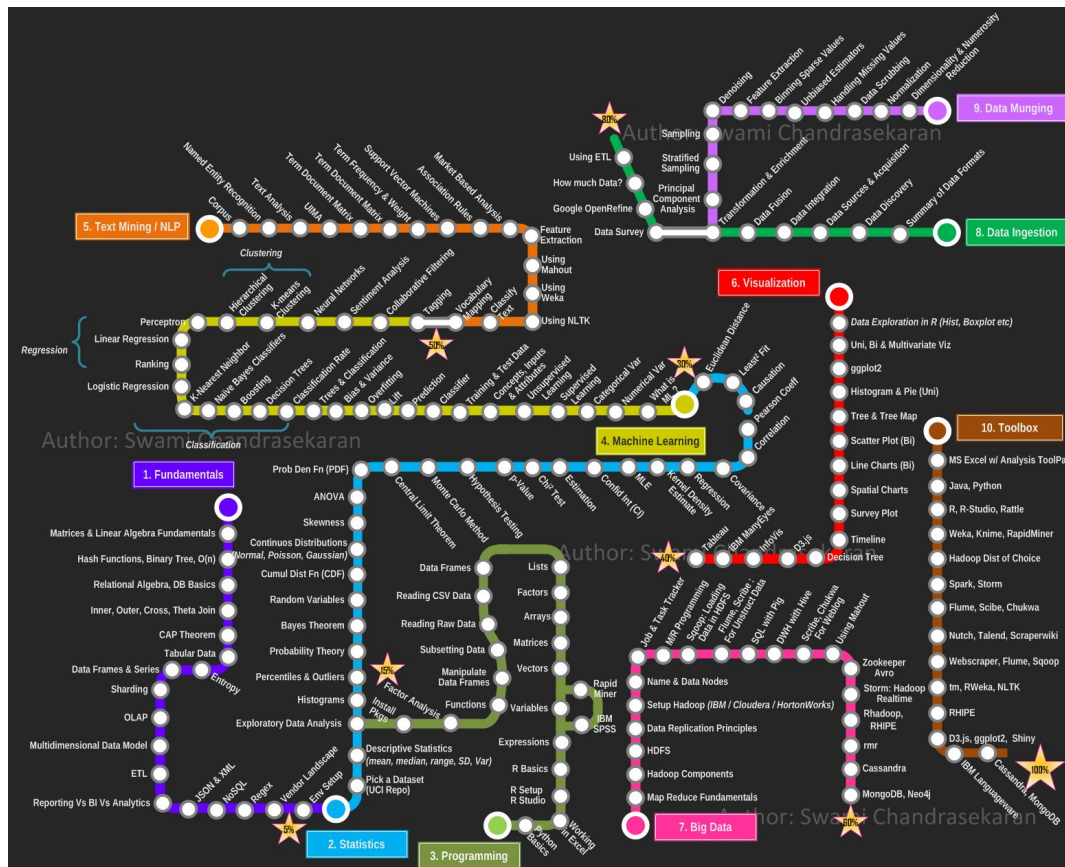 Denoising
Feature Extraction
Binning Sparse Values
Unbiased Estimators
Handling Missing Values
Data Scrubbing
Normalization
Dimensionality & Numerosity
Reduction
9. Data Munging
Author: Swami Chandrasekaran
80%
Sampling
Stratified
Sampling
Principal
Component
Analysis
Using ETL
How much Data?
Google OpenRefine
Data Survey
Transformation & Enrichment
Data Fusion
Data Integration
Data Sources & Acquisition
Data Discovery
Summary of Data Formats
8. Data Ingestion
5. Text Mining / NLP
Corpus
Named Entity Recognition
Text Analysis
UIMA
Term Document Matrix
Term Document Matrix
Term Frequency & Weight
Support Vector Machines
Association Rules
Market Based Analysis
Feature
Extraction
Using
Mahout
Using
Weka
Using NLTK
Classify
Text
Vocabulary
Mapping
Tagging
50%
Collaborative Filtering
Sentiment Analysis
Neural Networks
Clustering
K-means
Clustering
Hierarchical
Clustering
Perceptron
Regression
Linear Regression
Ranking
Logistic Regression
K-Nearest Neighbor
Naive Bayes Classifiers
Boosting
Decision Trees
Classification Rate
Classification
Trees & Classification
Bias & Variance
Overfitting
Lift
Prediction
Classifier
Training & Test Data
Concepts, Inputs
& Attributes
Unsupervised
Learning
Supervised
Learning
Categorical Var
Numerical Var
What is
ML?
30%
4. Machine Learning
Author: Swami Chandrasekaran
Euclidean Distance
Least² Fit
Causation
Pearson Coeff
Correlation
Covariance
Regression
Kernel Density
Estimate
MLE
Confid Int (CI)
Estimation
Chi² Test
p-Value
Hypothesis Testing
Monte Carlo Method
Central Limit Theorem
Prob Den Fn (PDF)
ANOVA
Skewness
Continuos Distributions
(Normal, Poisson, Gaussian)
Cumul Dist Fn (CDF)
Random Variables
Bayes Theorem
Probability Theory
Percentiles & Outliers
Histograms
Exploratory Data Analysis
Descriptive Statistics
(mean, median, range, SD, Var)
Pick a Dataset
(UCI Repo)
2. Statistics
1. Fundamentals
Matrices & Linear Algebra Fundamentals
Hash Functions, Binary Tree, O(n)
Relational Algebra, DB Basics
Inner, Outer, Cross, Theta Join
CAP Theorem
Tabular Data
Entropy
Data Frames & Series
Sharding
OLAP
Multidimensional Data Model
ETL
Reporting Vs BI Vs Analytics
JSON & XML
NoSQL
Regex
Vendor Landscape
Env Setup
5%
3. Programming
Python
Basics
Working
in Excel
R Setup
R Studio
R Basics
Expressions
Variables
IBM
SPSS
Rapid
Miner
Vectors
Matrices
Arrays
Factors
Lists
Data Frames
Reading CSV Data
Reading Raw Data
Subsetting Data
Manipulate
Data Frames
Functions
Factor Analysis
Install
Pkgs
15%
Author: Swami Chandrasekaran
6. Visualization
Data Exploration in R (Hist, Boxplot etc)
Uni, Bi & Multivariate Viz
ggplot2
Histogram & Pie (Uni)
Tree & Tree Map
Scatter Plot (Bi)
Line Charts (Bi)
Spatial Charts
Survey Plot
Timeline
Decision Tree
D3.js
InfoVis
IBM ManyEyes
Tableau
40%
7. Big Data
Map Reduce Fundamentals
Hadoop Components
HDFS
Data Replication Principles
Setup Hadoop (IBM / Cloudera / HortonWorks)
Name & Data Nodes
Job & Task Tracker
M/R Programming
Sqoop: Loading
Data in HDFS
Flume, Scribe :
For Unstruct Data
SQL with Pig
DWH with Hive
Scribe, Chukwa
For Weblog
Using Mahout
Zookeeper
Avro
Storm: Hadoop
Realtime
Rhadoop,
RHIPE
rmr
Cassandra
MongoDB, Neo4j
60%
Author: Swami Chandrasekaran
10. Toolbox
MS Excel w/ Analysis ToolPa
Java, Python
R, R-Studio, Rattle
Weka, Knime, RapidMiner
Hadoop Dist of Choice
Spark, Storm
Flume, Scibe, Chukwa
Nutch, Talend, Scraperwiki
Webscraper, Flume, Sqoop
tm, RWeka, NLTK
RHIPE
D3.js, ggplot2, Shiny
IBM Languageware
Cassandra, MongoDB
100%